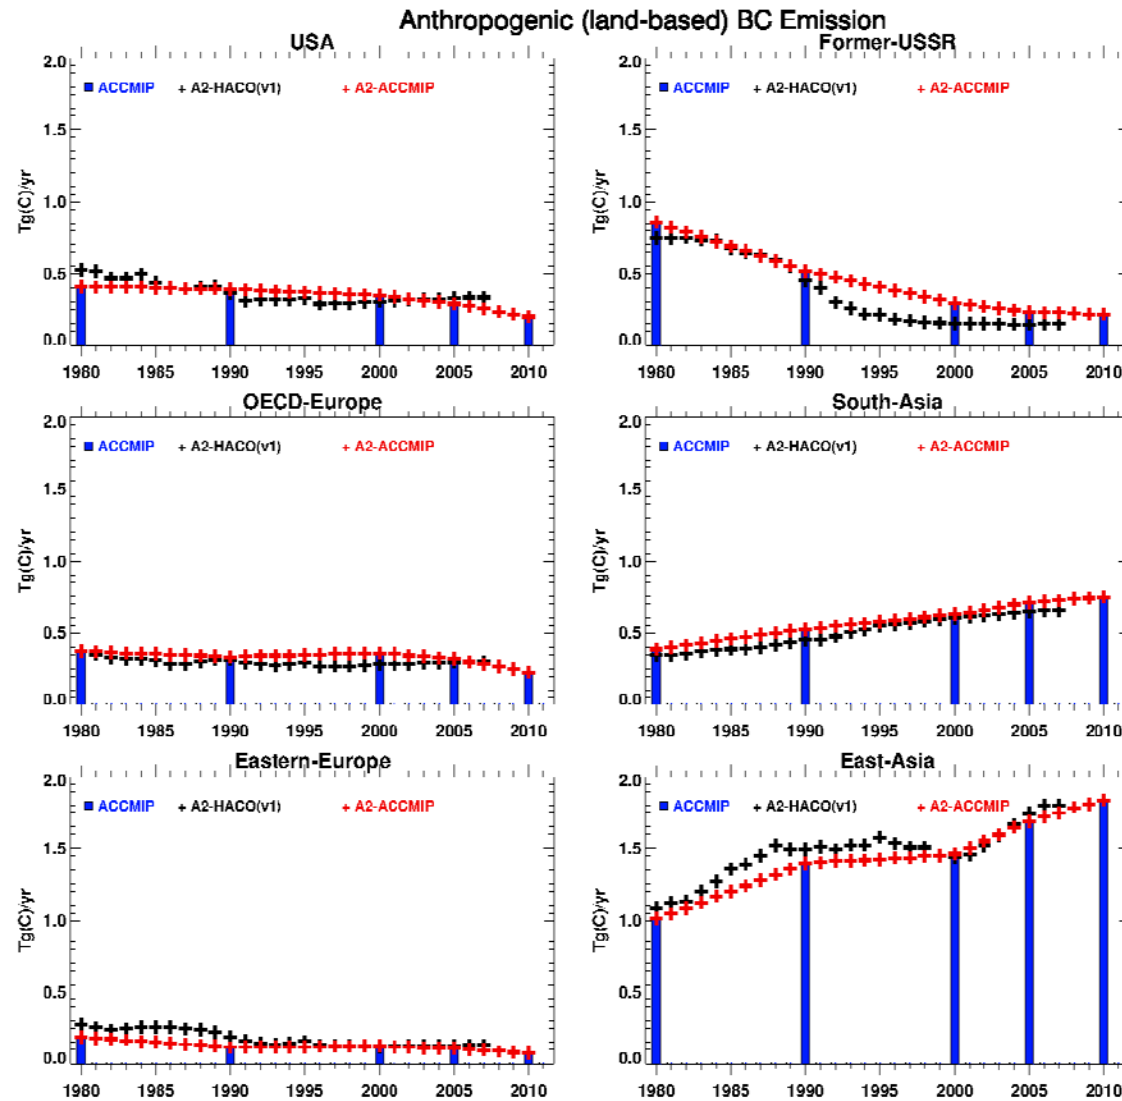 Anthropogenic (land-based) BC Emission
USA
2.0
ACCMIP + A2-HACO(v1) + A2-ACCMIP
1.5
1.0
0.5
0.0
Tg(C)/yr
1980 1985 1990 1995 2000 2005 2010
Former-USSR
2.0
ACCMIP + A2-HACO(v1) + A2-ACCMIP
1.5
1.0
0.5
0.0
Tg(C)/yr
1980 1985 1990 1995 2000 2005 2010
OECD-Europe
2.0
ACCMIP + A2-HACO(v1) + A2-ACCMIP
1.5
1.0
0.5
0.0
Tg(C)/yr
1980 1985 1990 1995 2000 2005 2010
South-Asia
2.0
ACCMIP + A2-HACO(v1) + A2-ACCMIP
1.5
1.0
0.5
0.0
Tg(C)/yr
1980 1985 1990 1995 2000 2005 2010
Eastern-Europe
2.0
ACCMIP + A2-HACO(v1) + A2-ACCMIP
1.5
1.0
0.5
0.0
Tg(C)/yr
1980 1985 1990 1995 2000 2005 2010
East-Asia
2.0
ACCMIP + A2-HACO(v1) + A2-ACCMIP
1.5
1.0
0.5
0.0
Tg(C)/yr
1980 1985 1990 1995 2000 2005 2010